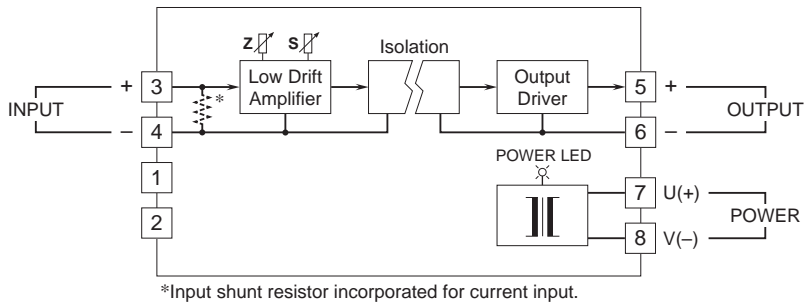 Z S Isolation
INPUT + 3 * Low Drift Amplifier Output Driver 5 + OUTPUT
– 4 6 –
1
2
POWER LED
7 U(+) POWER
8 V(–)
*Input shunt resistor incorporated for current input.